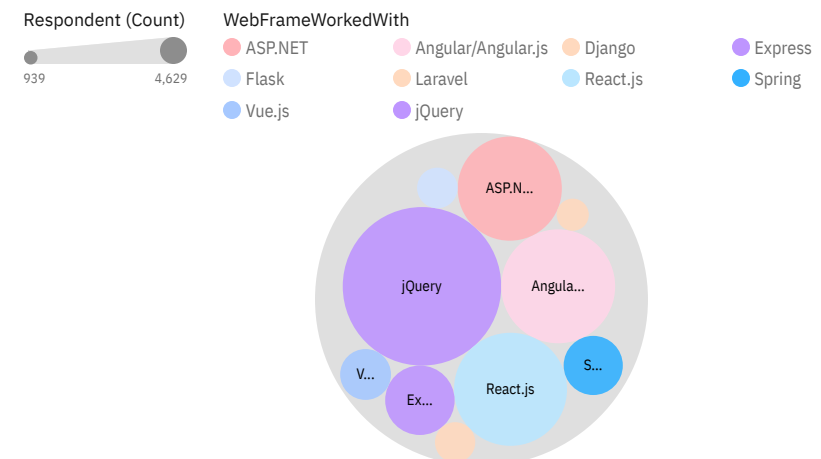 Respondent (Count)
939
4,629
WebFrameWorkedWith
ASP.NET
Angular/Angular.js
Django
Express
Flask
Laravel
React.js
Spring
Vue.js
jQuery
ASP.N...
jQuery
Angula...
S...
V...
React.js
Ex...